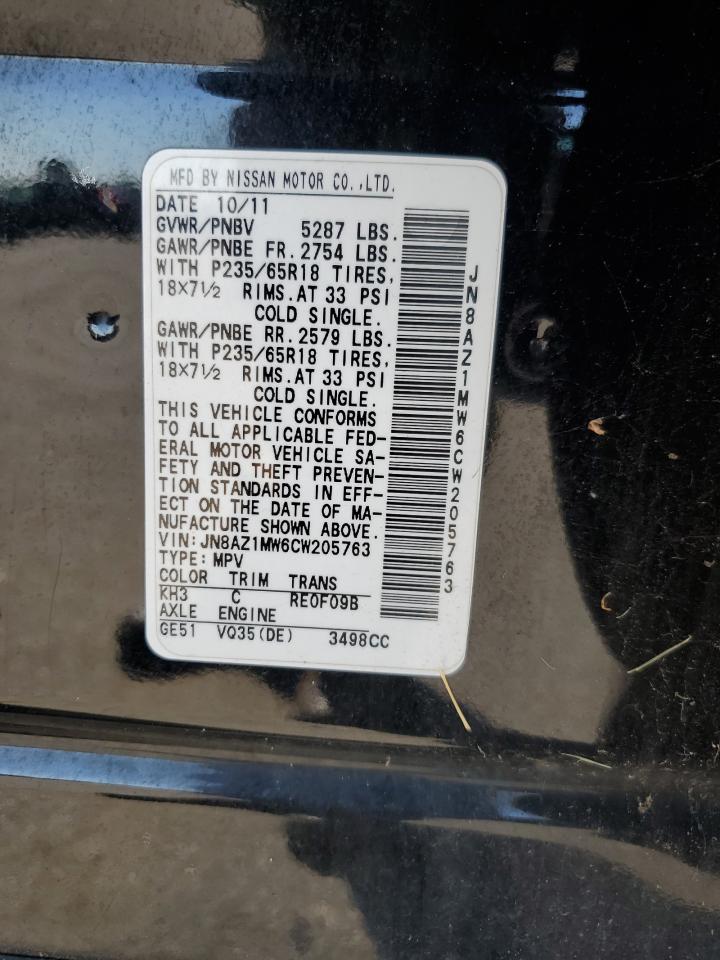 MFD BY NISSAN MOTOR CO.,LTD.
DATE 10/11
GVWR/PNBV 5287 LBS.
GAWR/PNBE FR. 2754 LBS.
WITH P235/65R18 TIRES,
18X7½ RIMS.AT 33 PSI
COLD SINGLE.
GAWR/PNBE RR. 2579 LBS.
WITH P235/65R18 TIRES,
18X7½ RIMS.AT 33 PSI
COLD SINGLE.
THIS VEHICLE CONFORMS
TO ALL APPLICABLE FED-
ERAL MOTOR VEHICLE SA-
FETY AND THEFT PREVEN-
TION STANDARDS IN EFF-
ECT ON THE DATE OF MA-
NUFACTURE SHOWN ABOVE.
VIN:JN8AZ1MW6CW205763
TYPE:MPV
COLOR TRIM TRANS
KH3 C RE0F09B
AXLE ENGINE
GE51 VQ35(DE) 3498CC
JN8AZ1MW6CW205763